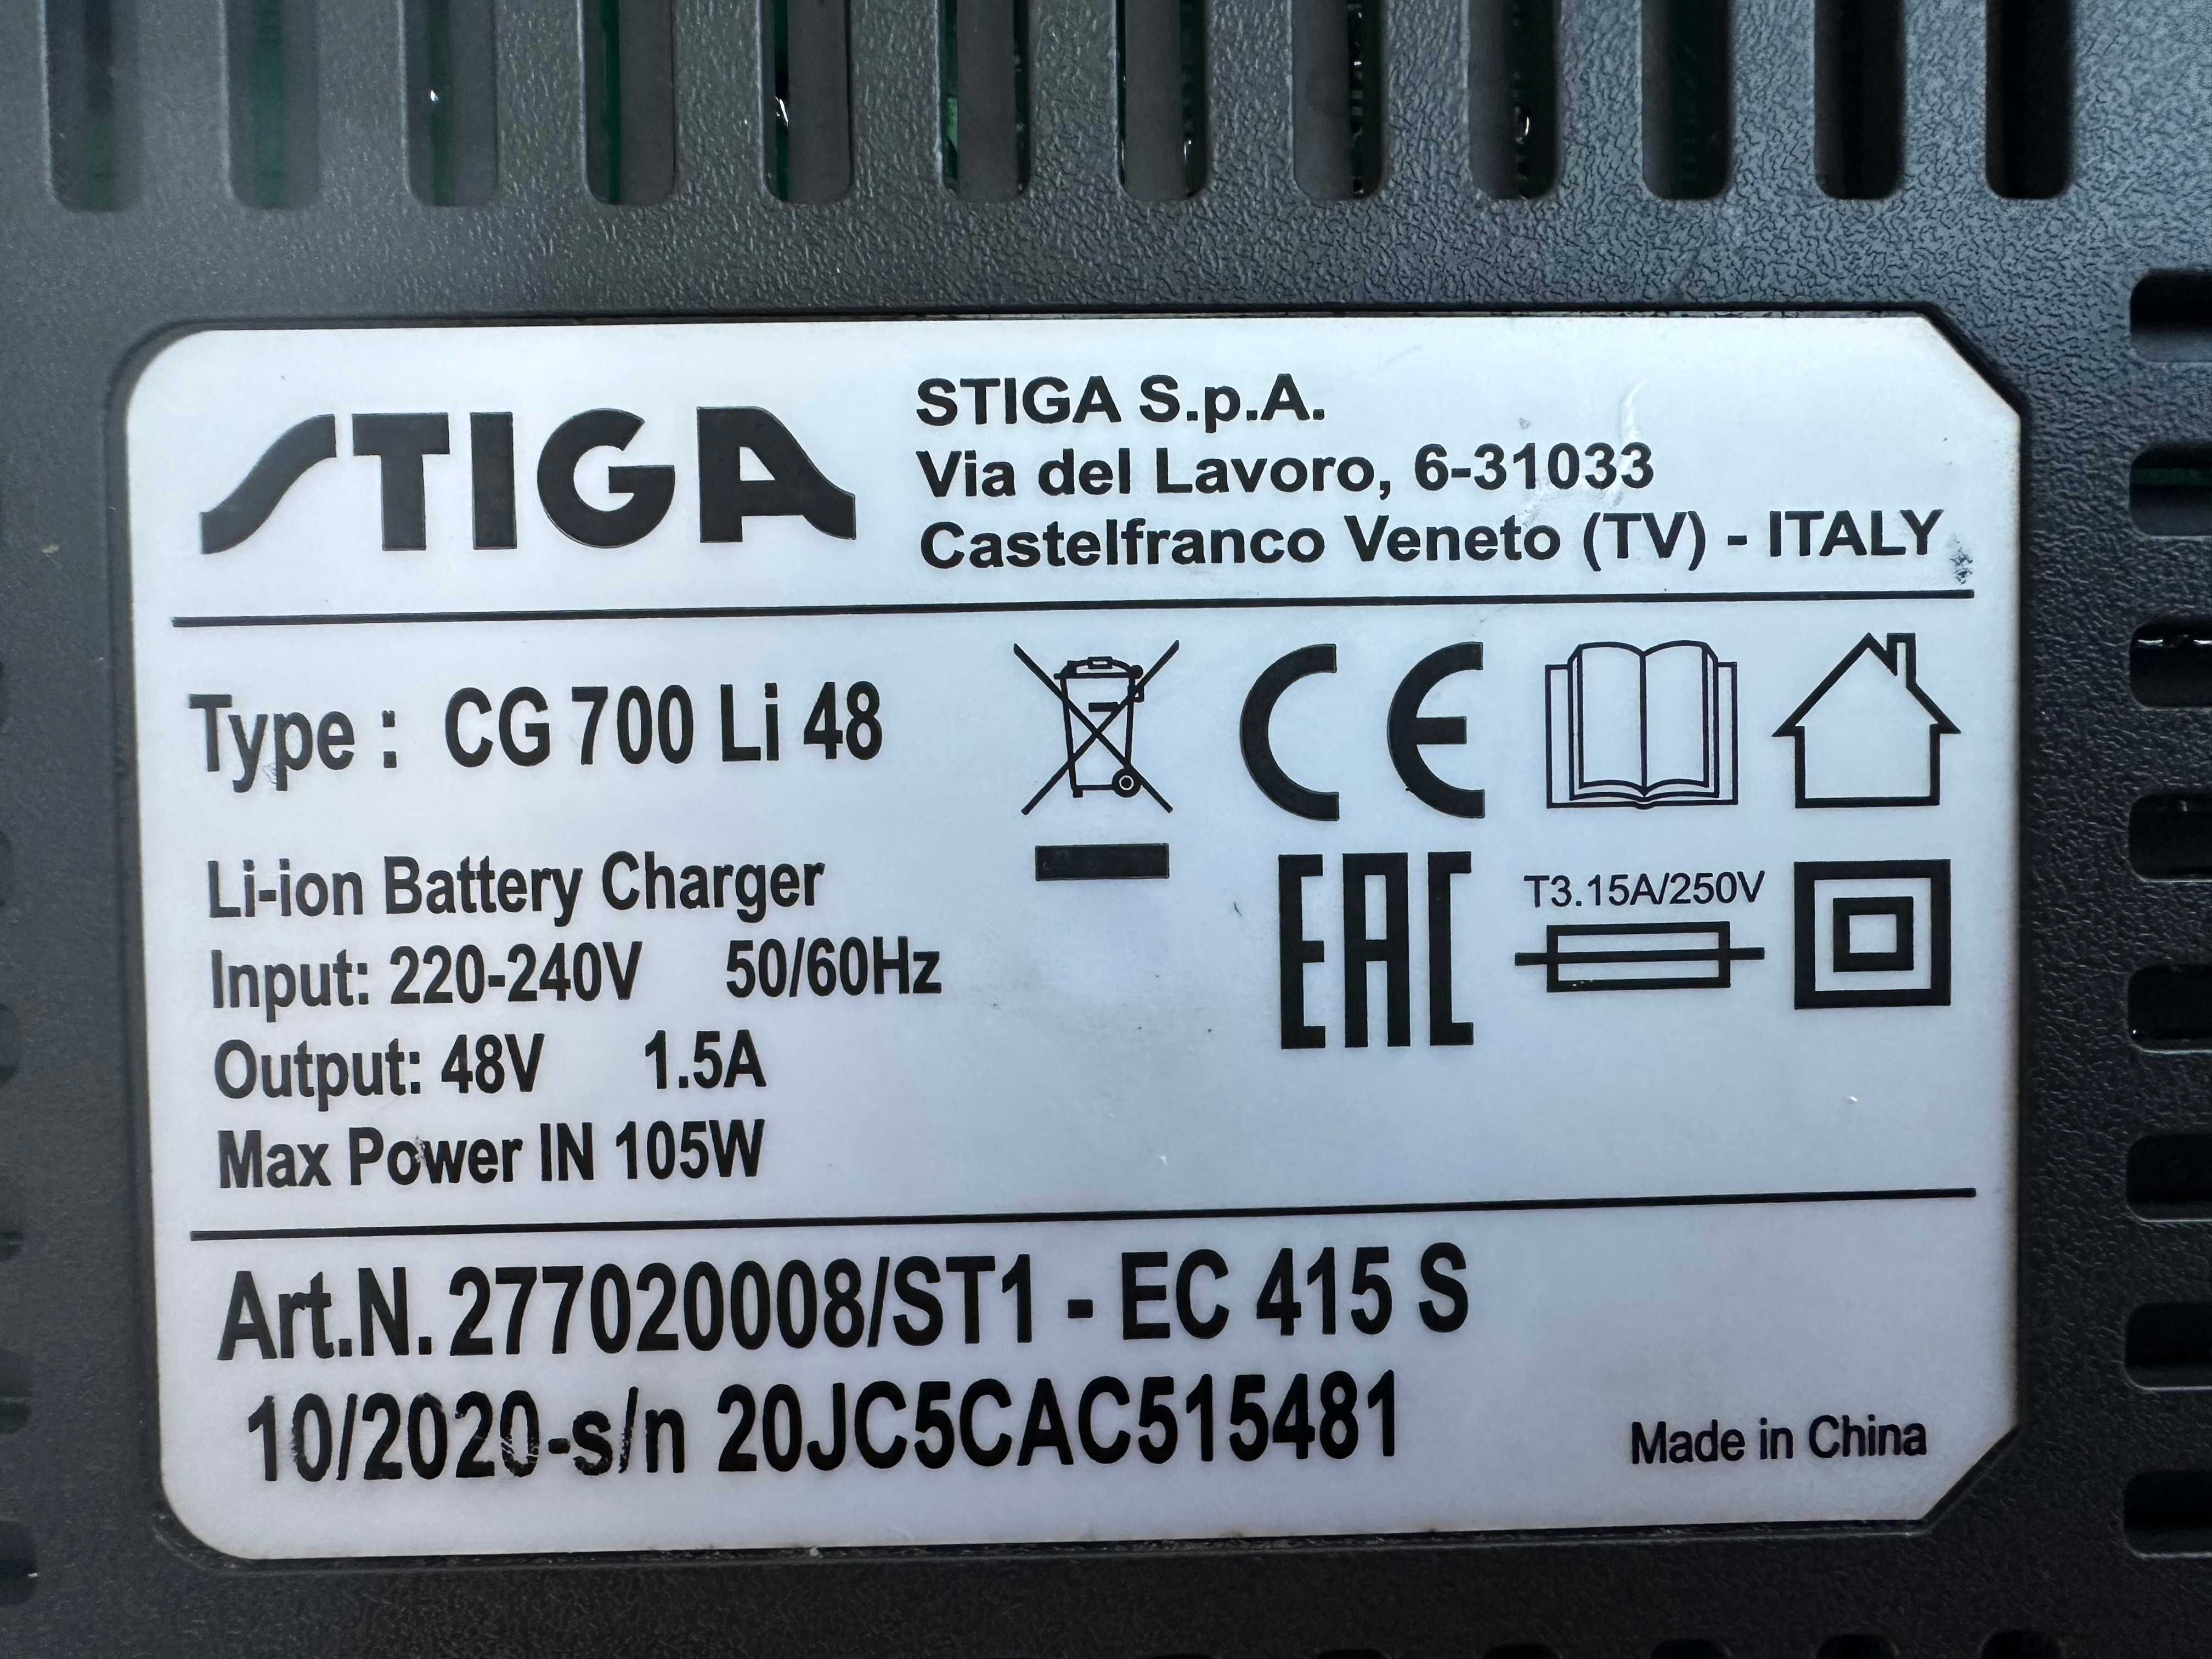 STIGA
STIGA S.p.A.
Via del Lavoro, 6-31033
Castelfranco Veneto (TV) - ITALY
Type : CG 700 Li 48
CE
Li-ion Battery Charger
EAC
T3.15A/250V
Input: 220-240V 50/60Hz
Output: 48V 1.5A
Max Power IN 105W
Art.N. 277020008/ST1 - EC 415 S
10/2020-s/n 20JC5CAC515481
Made in China